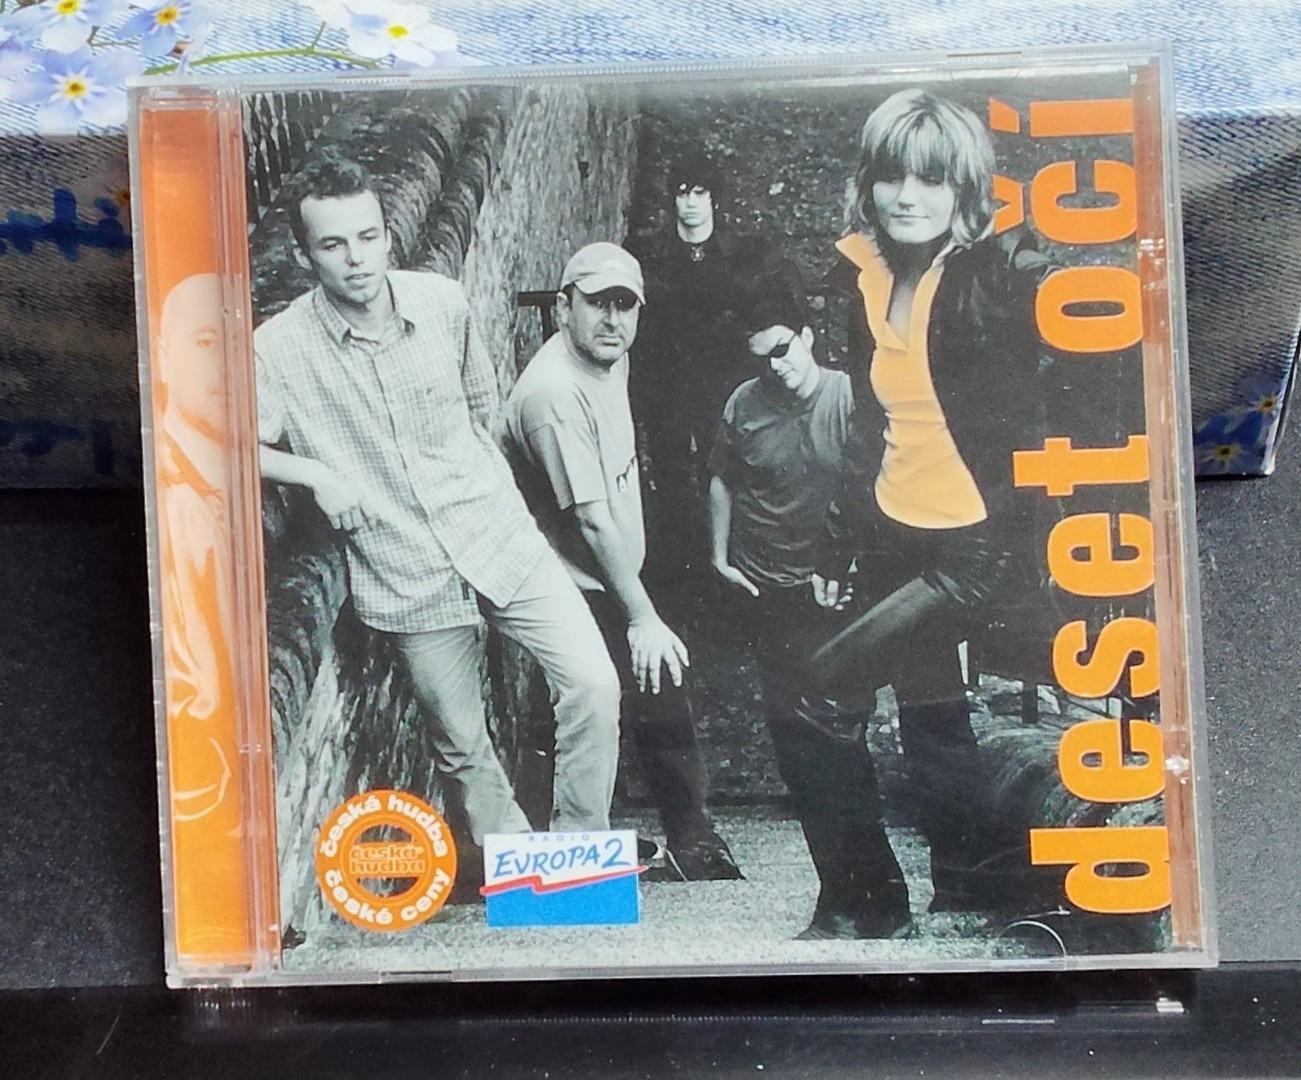 deset očí
česká hudba
české ceny
česká
hudba
RADIO
EVROPA 2